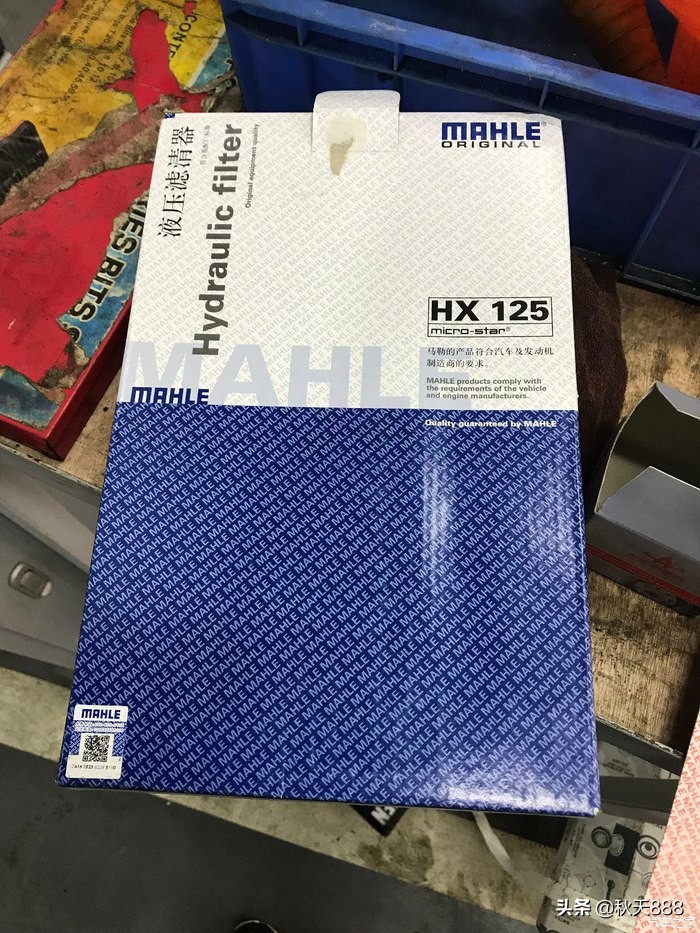 MAHLE
ORIGINAL
液压滤清器
Hydraulic filter
Original equipment quality
HX 125
micro-star®
马勒的产品符合汽车及发动机
制造商的要求。
MAHLE products comply with
the requirements of the vehicle
and engine manufacturers.
MAHLE
MAHLE
Quality guaranteed by MAHLE
MAHLE
头条 @秋天888